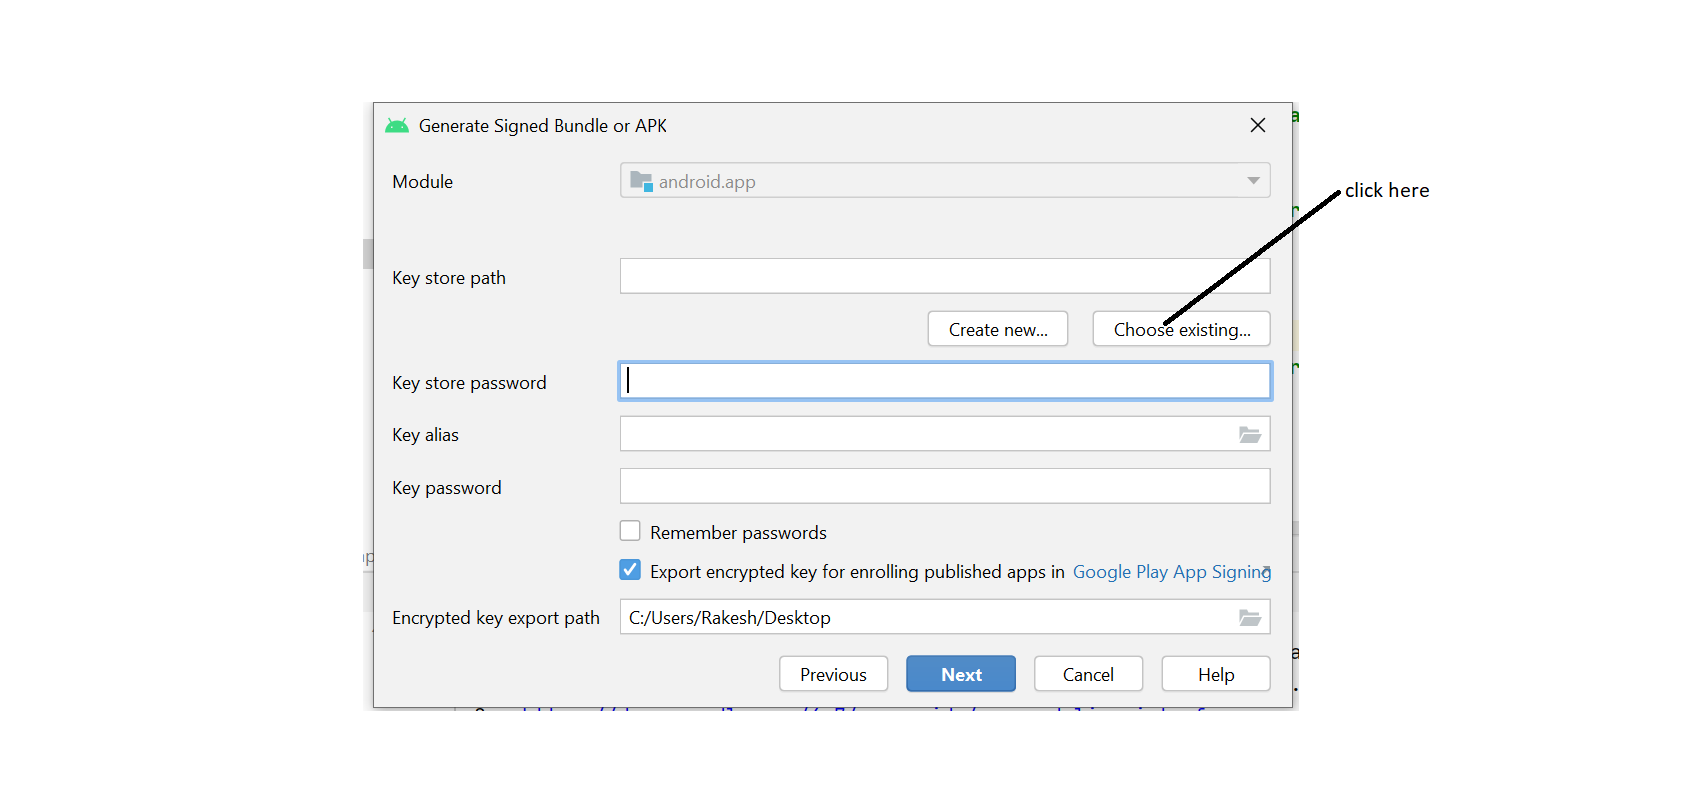 Generate Signed Bundle or APK
Module
android.app
click here
Key store path
Create new...
Choose existing...
Key store password
Key alias
Key password
Remember passwords
Export encrypted key for enrolling published apps in Google Play App Signing
Encrypted key export path
C:/Users/Rakesh/Desktop
Previous
Next
Cancel
Help